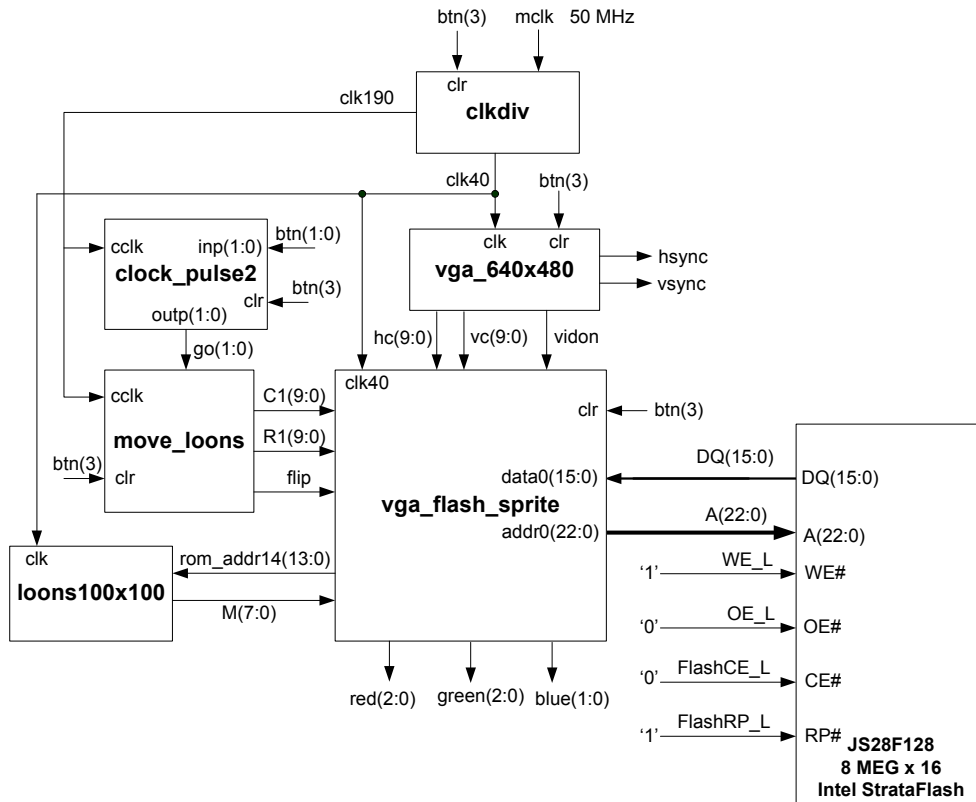 btn(3) mclk 50 MHz
clr
clkdiv
clk190
clk40
btn(3)
clk clr
vga_640x480
hsync
vsync
cclk inp(1:0) btn(1:0)
clock_pulse2
clr btn(3)
outp(1:0)
go(1:0)
hc(9:0) vc(9:0) vidon
clk40
cclk C1(9:0)
move_loons R1(9:0)
btn(3) clr flip
clr btn(3)
vga_flash_sprite
data0(15:0) DQ(15:0) DQ(15:0)
addr0(22:0) A(22:0) A(22:0)
clk
loons100x100
rom_addr14(13:0)
M(7:0)
'1' WE_L WE#
'0' OE_L OE#
'0' FlashCE_L CE#
'1' FlashRP_L RP#
red(2:0) green(2:0) blue(1:0)
JS28F128
8 MEG x 16
Intel StrataFlash